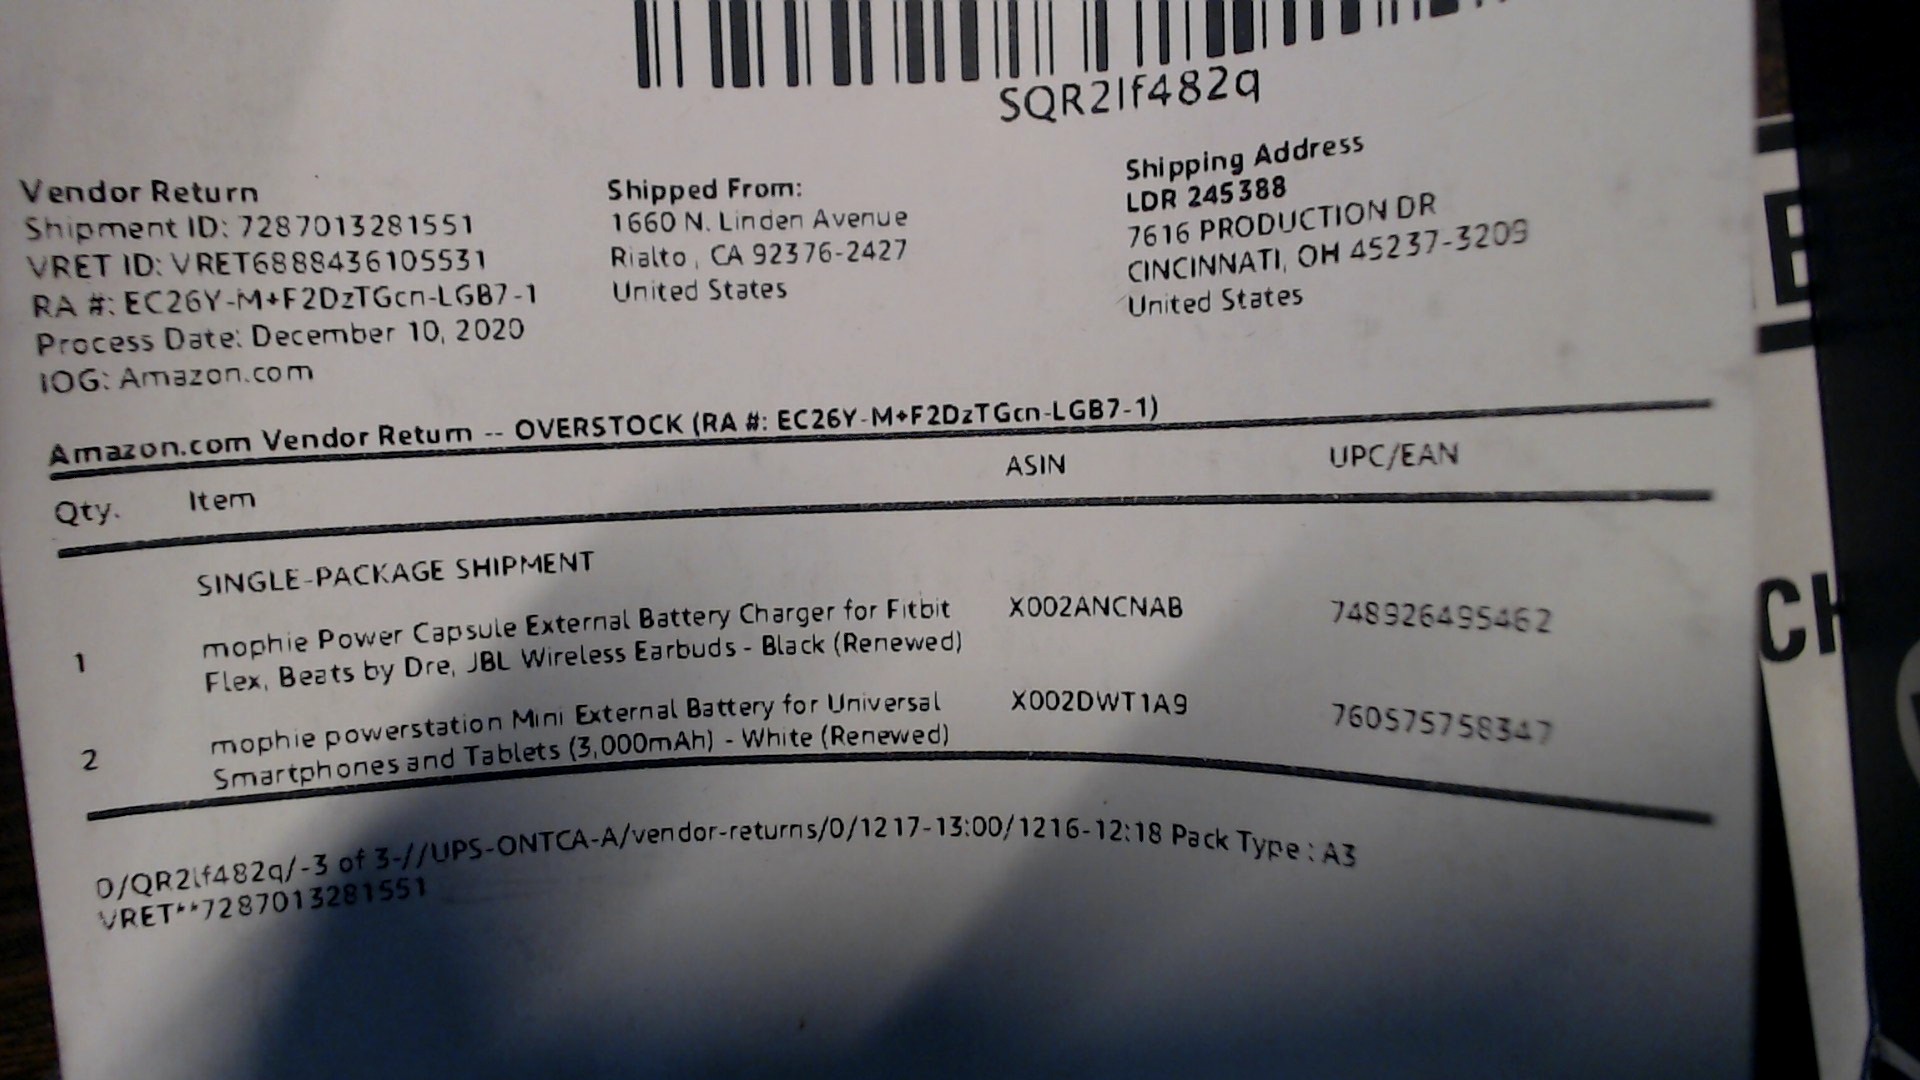 SQR2lf482q
Vendor Return
Shipment ID: 7287013281551
VRET ID: VRET6888436105531
RA #: EC26Y-M+F2DzTGcn-LGB7-1
Process Date: December 10, 2020
IOG: Amazon.com
Shipped From:
1660 N. Linden Avenue
Rialto , CA 92376-2427
United States
Shipping Address
LDR 245388
7616 PRODUCTION DR
CINCINNATI, OH 45237-3209
United States
Amazon.com Vendor Return -- OVERSTOCK (RA #: EC26Y-M+F2DzTGcn-LGB7-1)
Qty. Item ASIN UPC/EAN
SINGLE-PACKAGE SHIPMENT
1 mophie Power Capsule External Battery Charger for Fitbit X002ANCNAB 748926495462
Flex, Beats by Dre, JBL Wireless Earbuds - Black (Renewed)
2 mophie powerstation Mini External Battery for Universal X002DWT1A9 760575758347
Smartphones and Tablets (3,000mAh) - White (Renewed)
0/QR2lf482q/-3 of 3-//UPS-ONTCA-A/vendor-returns/0/1217-13:00/1216-12:18 Pack Type : A3
VRET**7287013281551